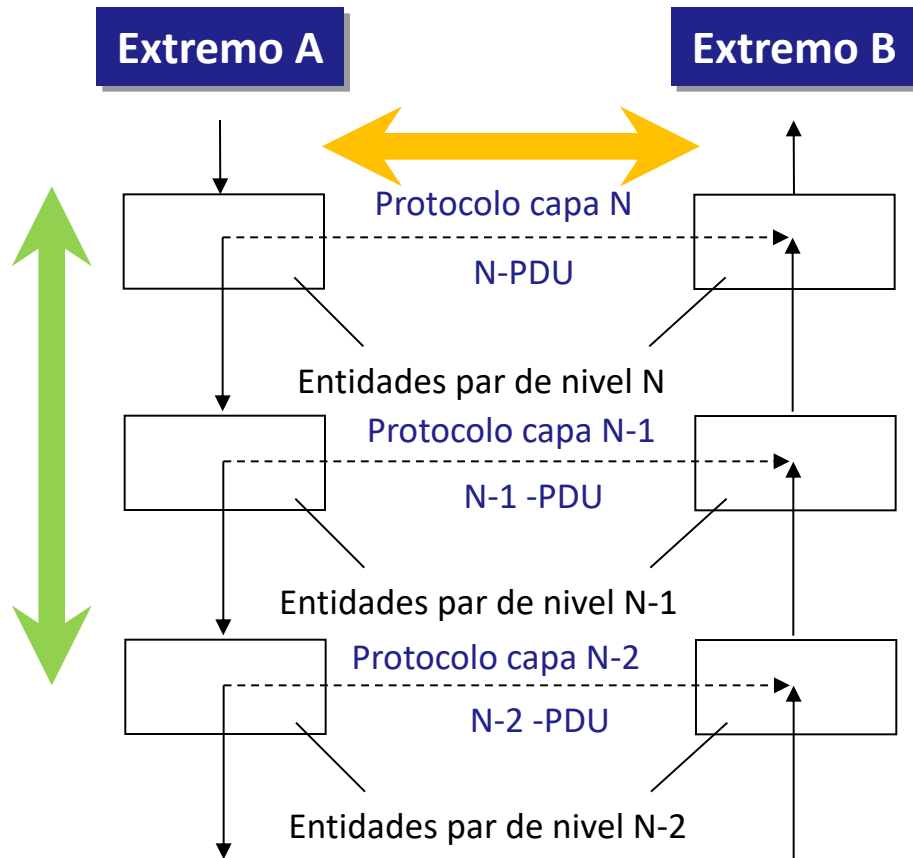 Extremo A
Extremo B
Protocolo capa N
N-PDU
Entidades par de nivel N
Protocolo capa N-1
N-1 -PDU
Entidades par de nivel N-1
Protocolo capa N-2
N-2 -PDU
Entidades par de nivel N-2